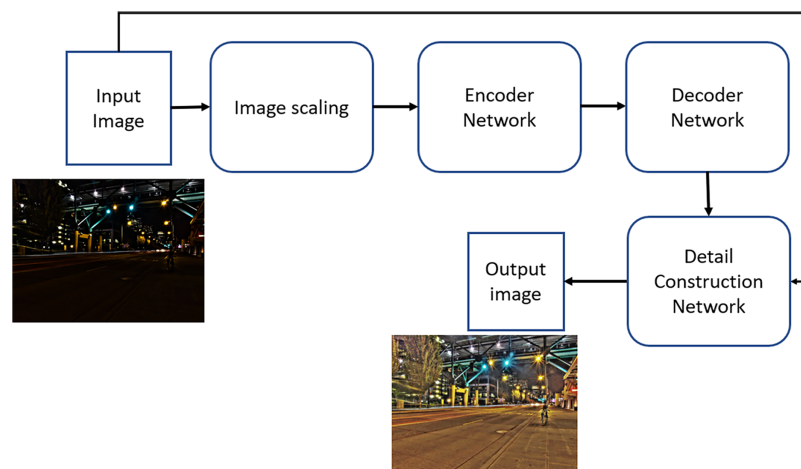 Input
Image
Image scaling
Encoder
Network
Decoder
Network
Detail
Construction
Network
Output
image